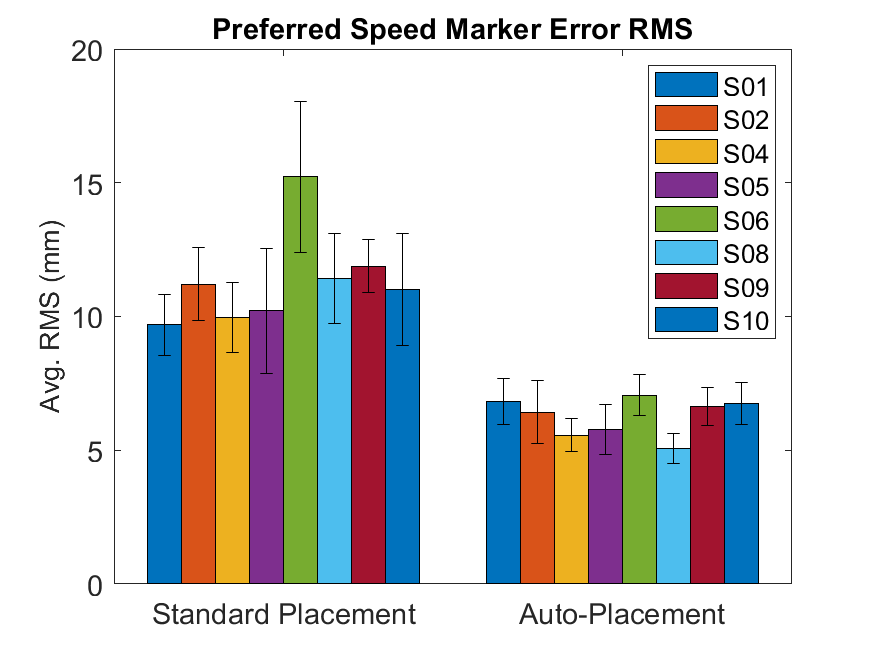 Preferred Speed Marker Error RMS
20
15
10
5
0
Avg. RMS (mm)
S01
S02
S04
S05
S06
S08
S09
S10
Standard Placement
Auto-Placement